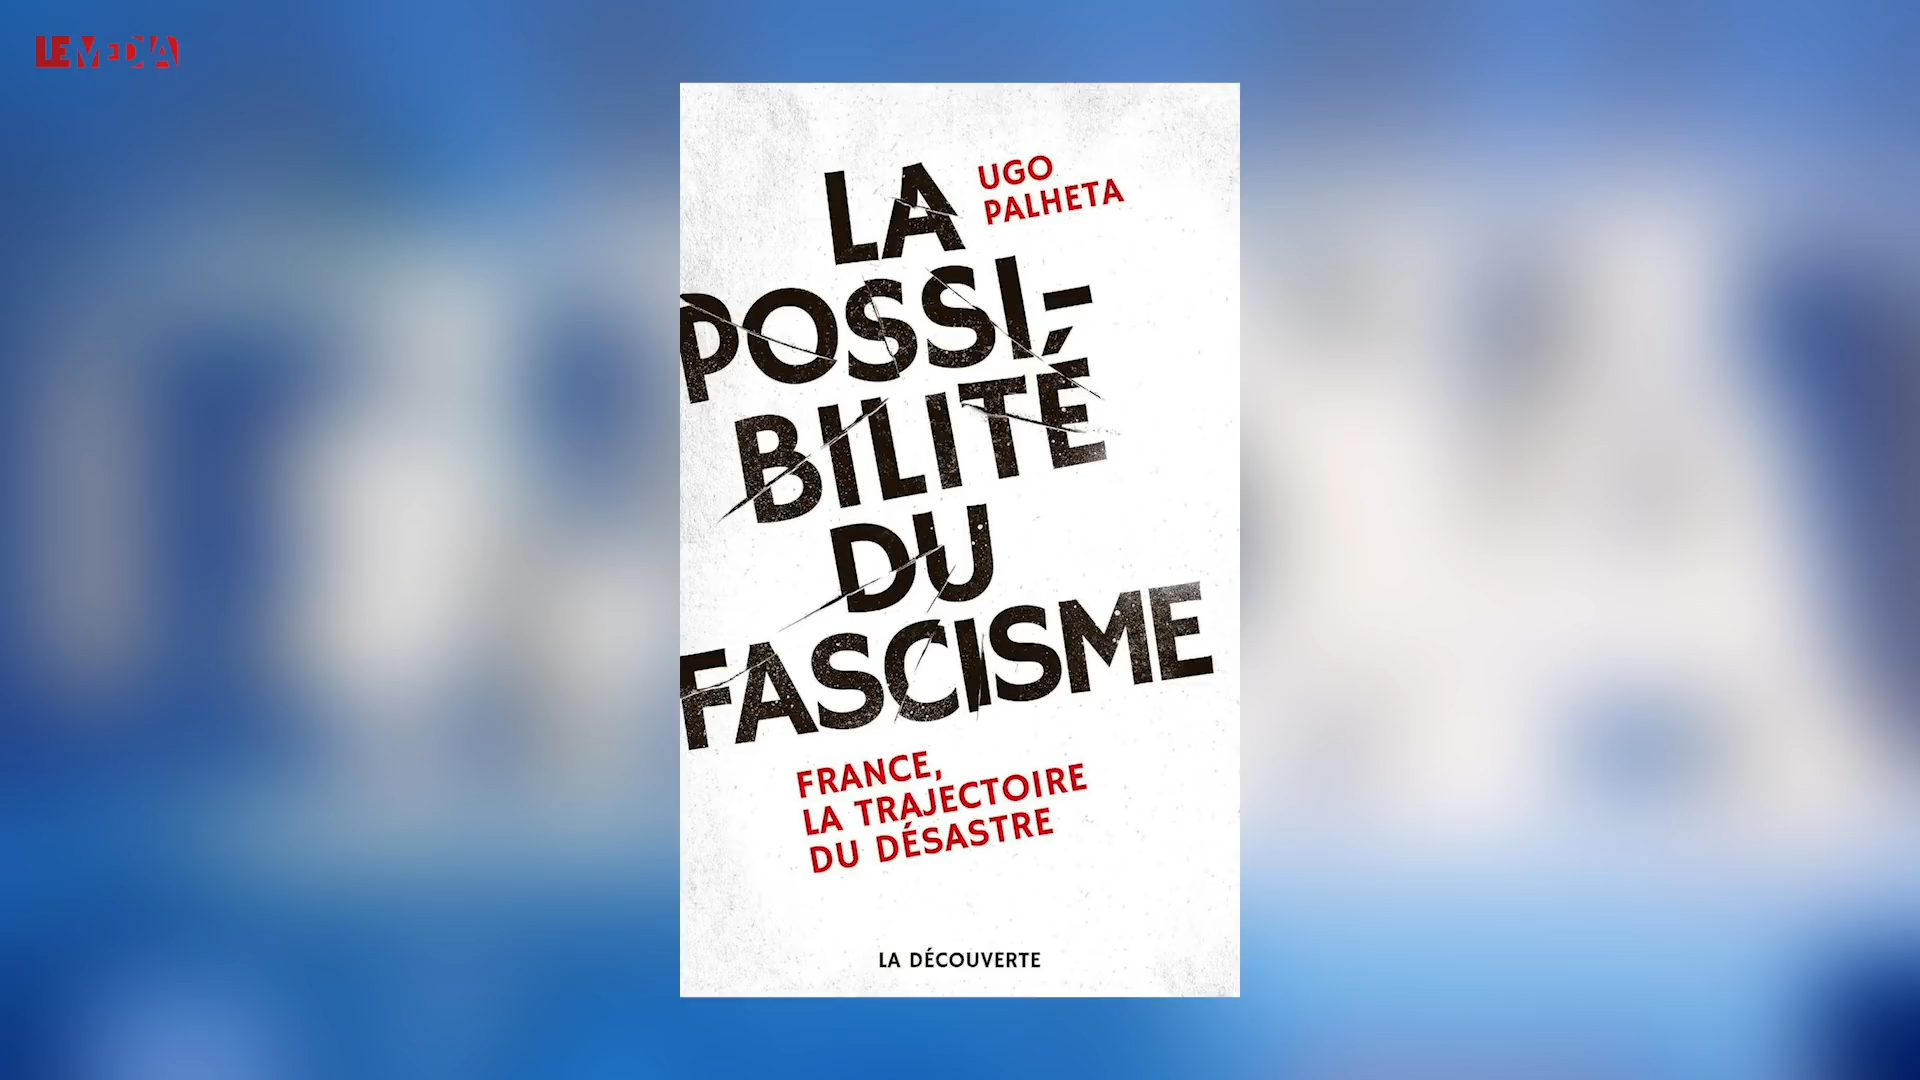 LE MEDIA
LA
UGO
PALHETA
POSSI-
BILITÉ
DU
FASCISME
FRANCE,
LA TRAJECTOIRE
DU DÉSASTRE
LA DÉCOUVERTE